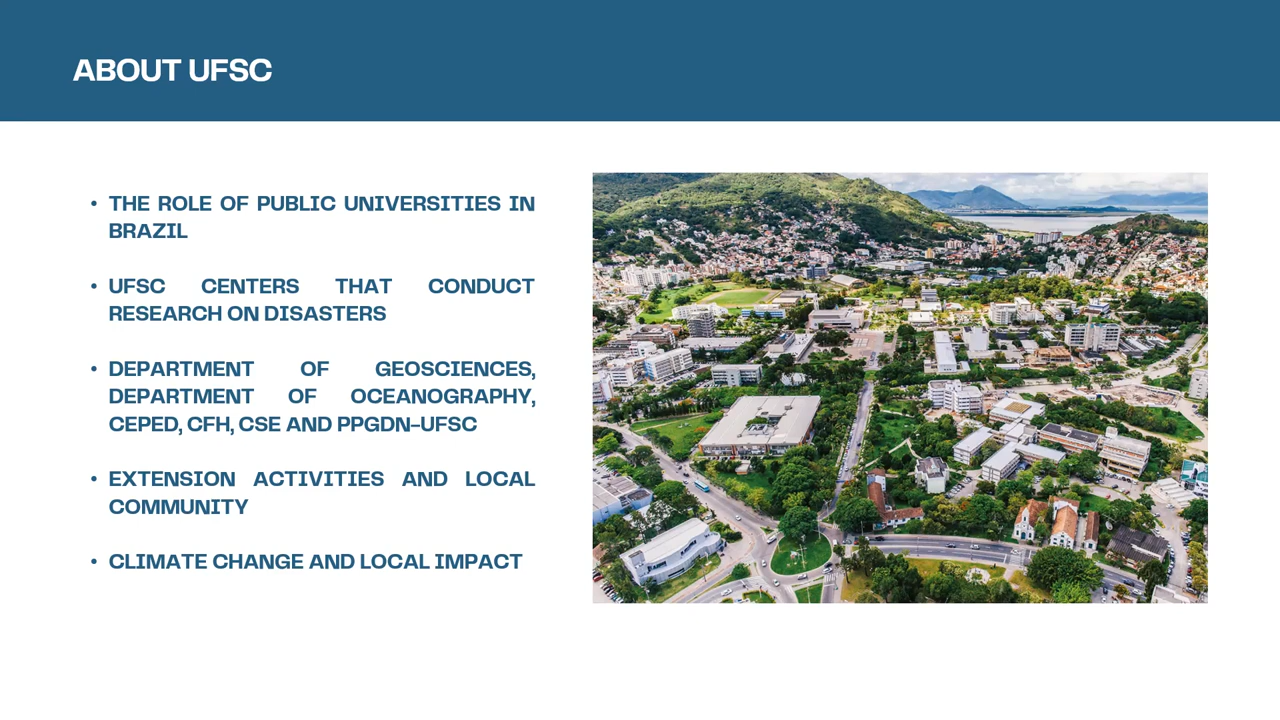 ABOUT UFSC
• THE ROLE OF PUBLIC UNIVERSITIES IN
BRAZIL
• UFSC CENTERS THAT CONDUCT
RESEARCH ON DISASTERS
• DEPARTMENT OF GEOSCIENCES,
DEPARTMENT OF OCEANOGRAPHY,
CEPED, CFH, CSE AND PPGDN-UFSC
• EXTENSION ACTIVITIES AND LOCAL
COMMUNITY
• CLIMATE CHANGE AND LOCAL IMPACT